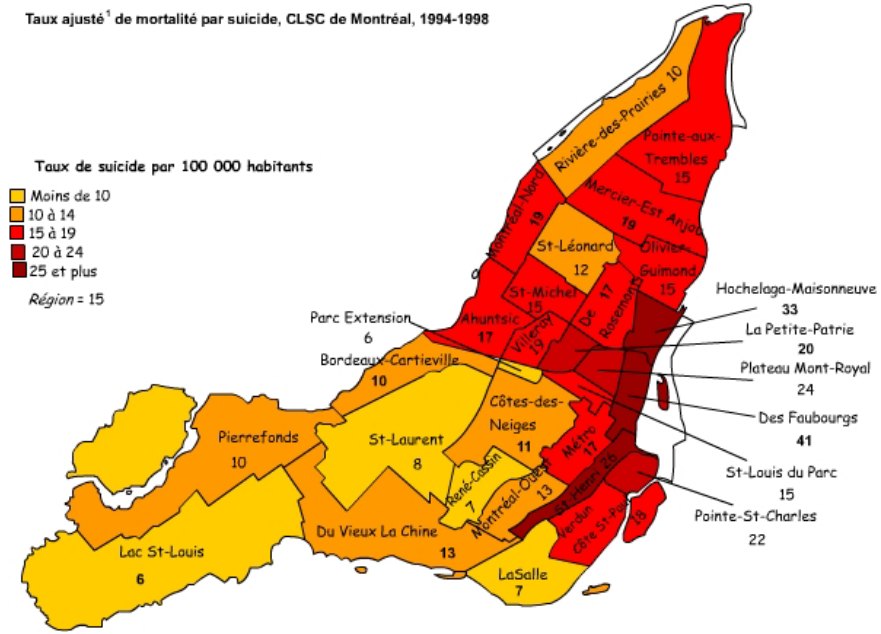 Taux ajusté¹ de mortalité par suicide, CLSC de Montréal, 1994-1998
Taux de suicide par 100 000 habitants
Moins de 10
10 à 14
15 à 19
20 à 24
25 et plus
Région = 15
Rivière-des-Prairies 10
Pointe-aux-
Trembles
15
Montréal-Nord
19
Mercier-Est Anjou
19
St-Léonard
12
Olivier-
Guimond
15
St-Michel
15
De
Rosemont
17
Hochelaga-Maisonneuve
33
Parc Extension
6
Ahuntsic
17
Villeray
19
La Petite-Patrie
20
Bordeaux-Cartieville
10
Plateau Mont-Royal
24
Côtes-des-
Neiges
11
Des Faubourgs
41
Pierrefonds
10
St-Laurent
8
Métro
17
St-Louis du Parc
15
René-Cassin
7
Montréal-Ouest
13
St-Henri 26
Pointe-St-Charles
22
Verdun
Côte St-Paul
18
Du Vieux La Chine
13
Lac St-Louis
6
LaSalle
7